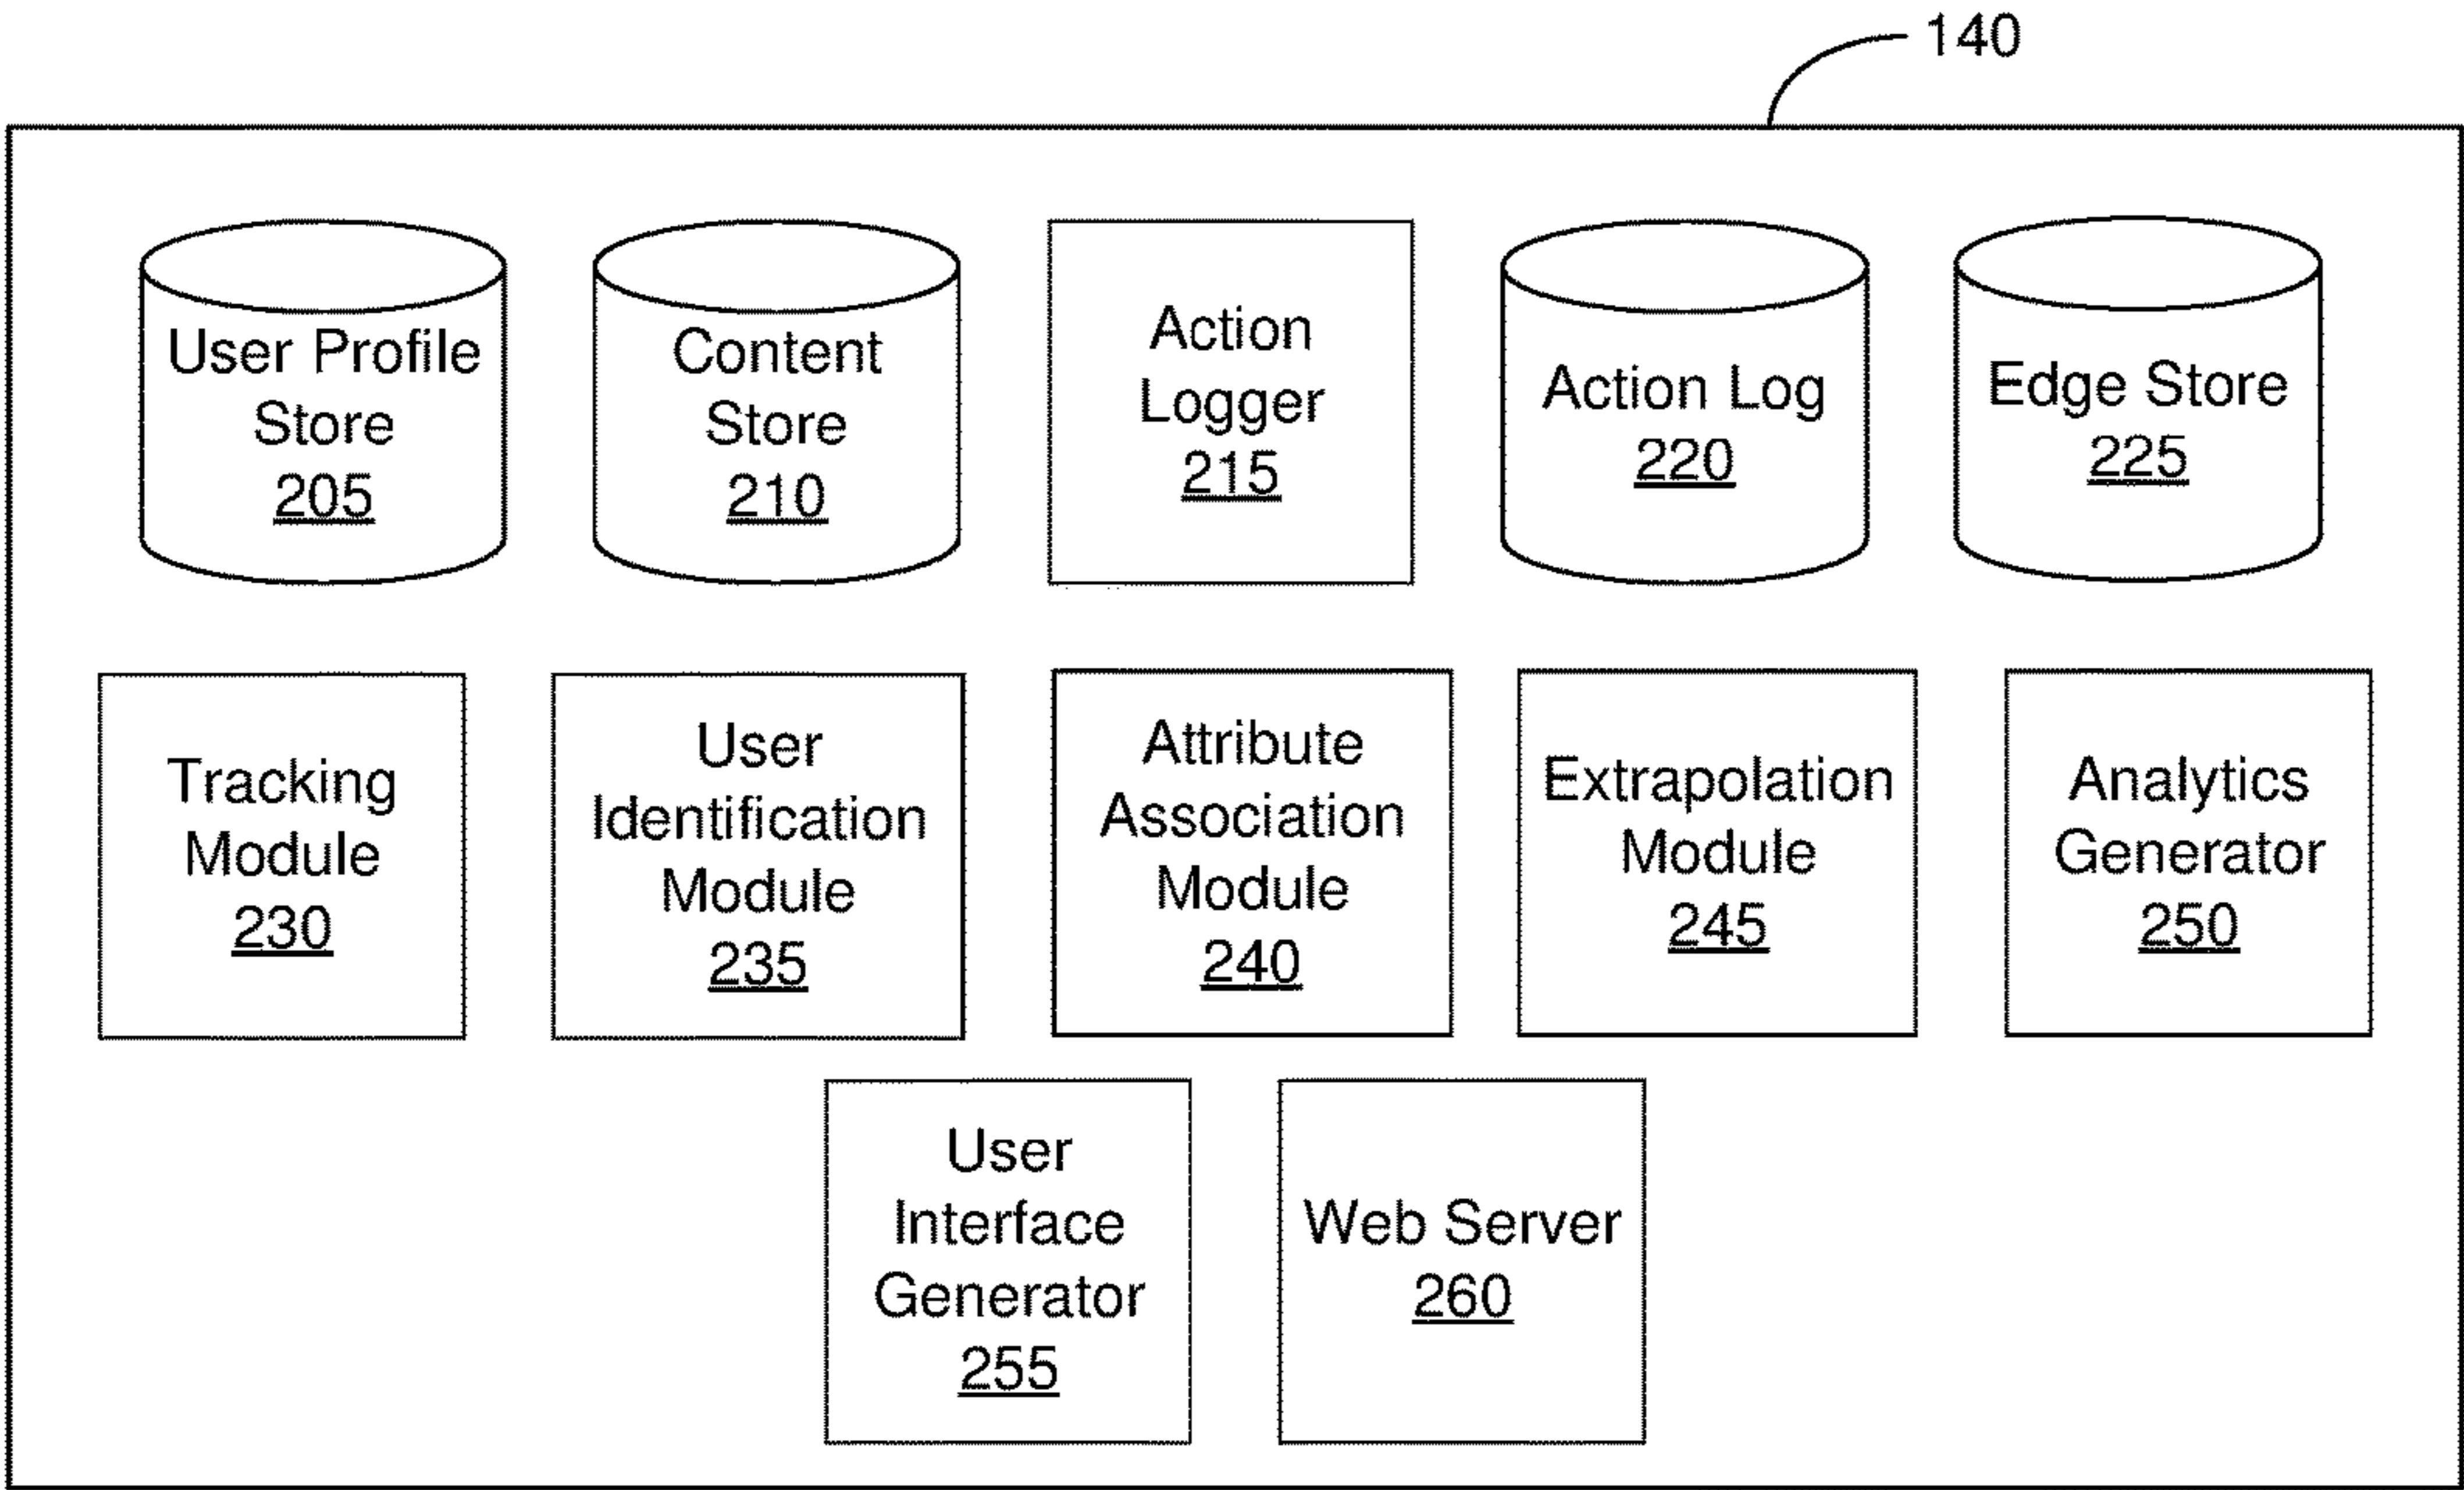 140
User Profile
Store
205
Content
Store
210
Action
Logger
215
Action Log
220
Edge Store
225
Tracking
Module
230
User
Identification
Module
235
Attribute
Association
Module
240
Extrapolation
Module
245
Analytics
Generator
250
User
Interface
Generator
255
Web Server
260